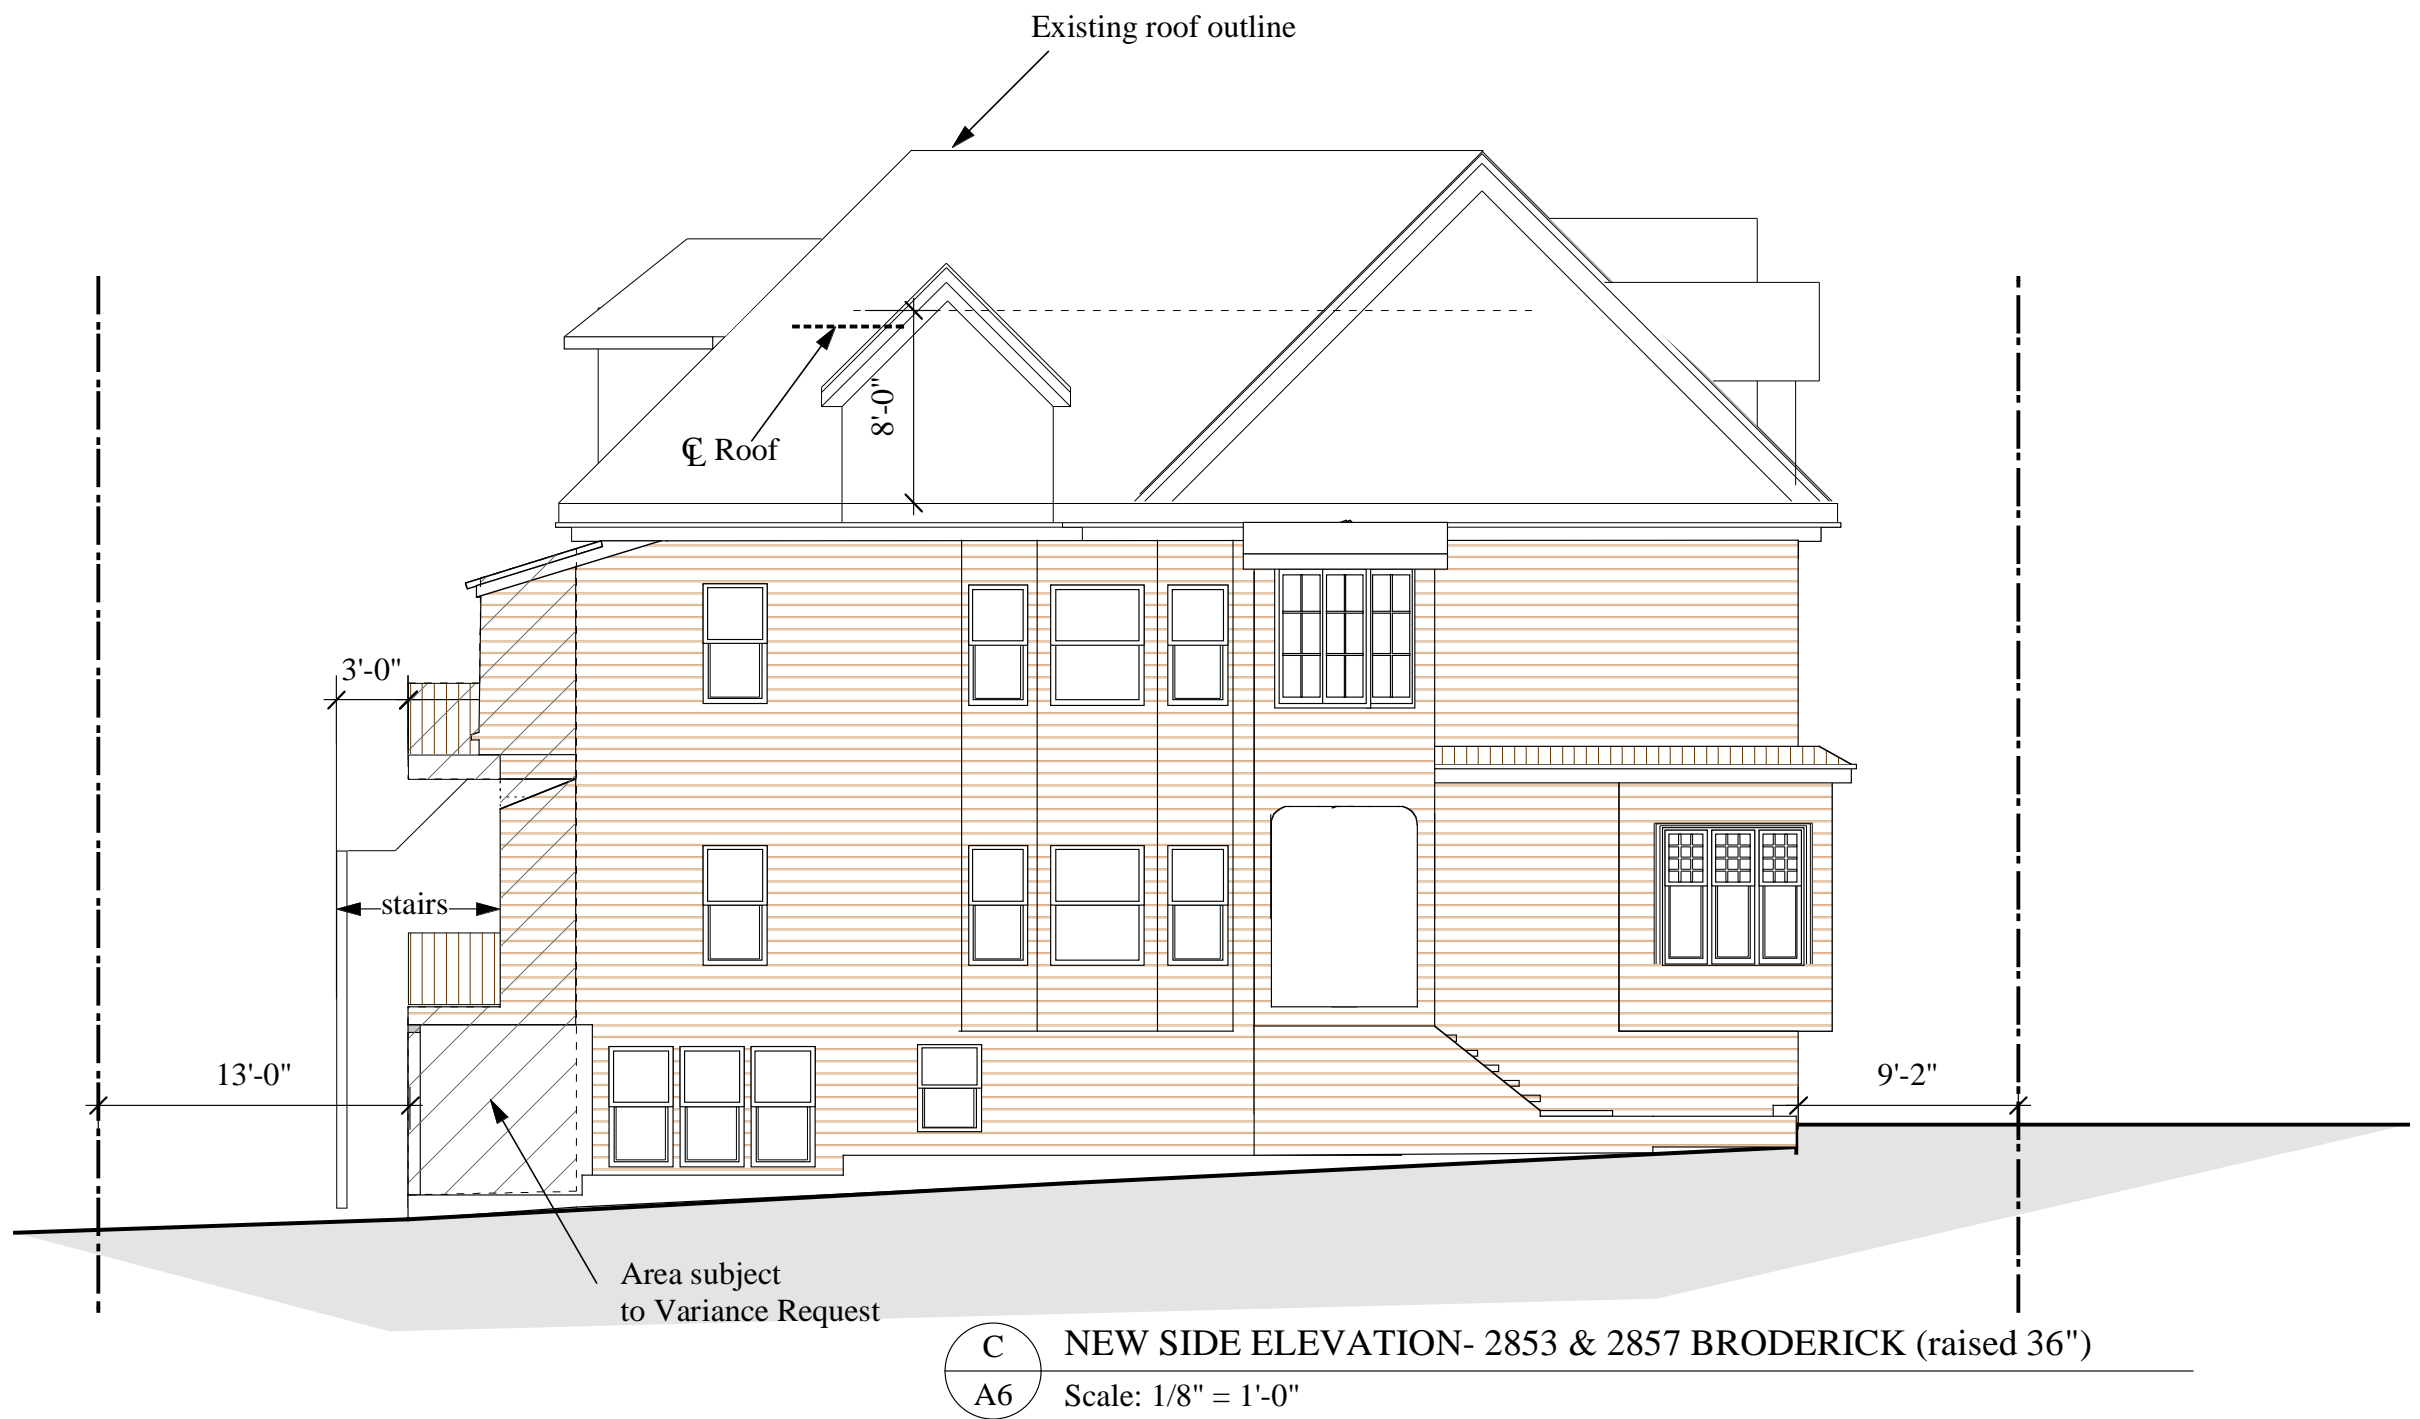 Existing roof outline
8'-0"
℄ Roof
3'-0"
stairs
13'-0"
9'-2"
Area subject
to Variance Request
C
A6
NEW SIDE ELEVATION- 2853 & 2857 BRODERICK (raised 36")
Scale: 1/8" = 1'-0"